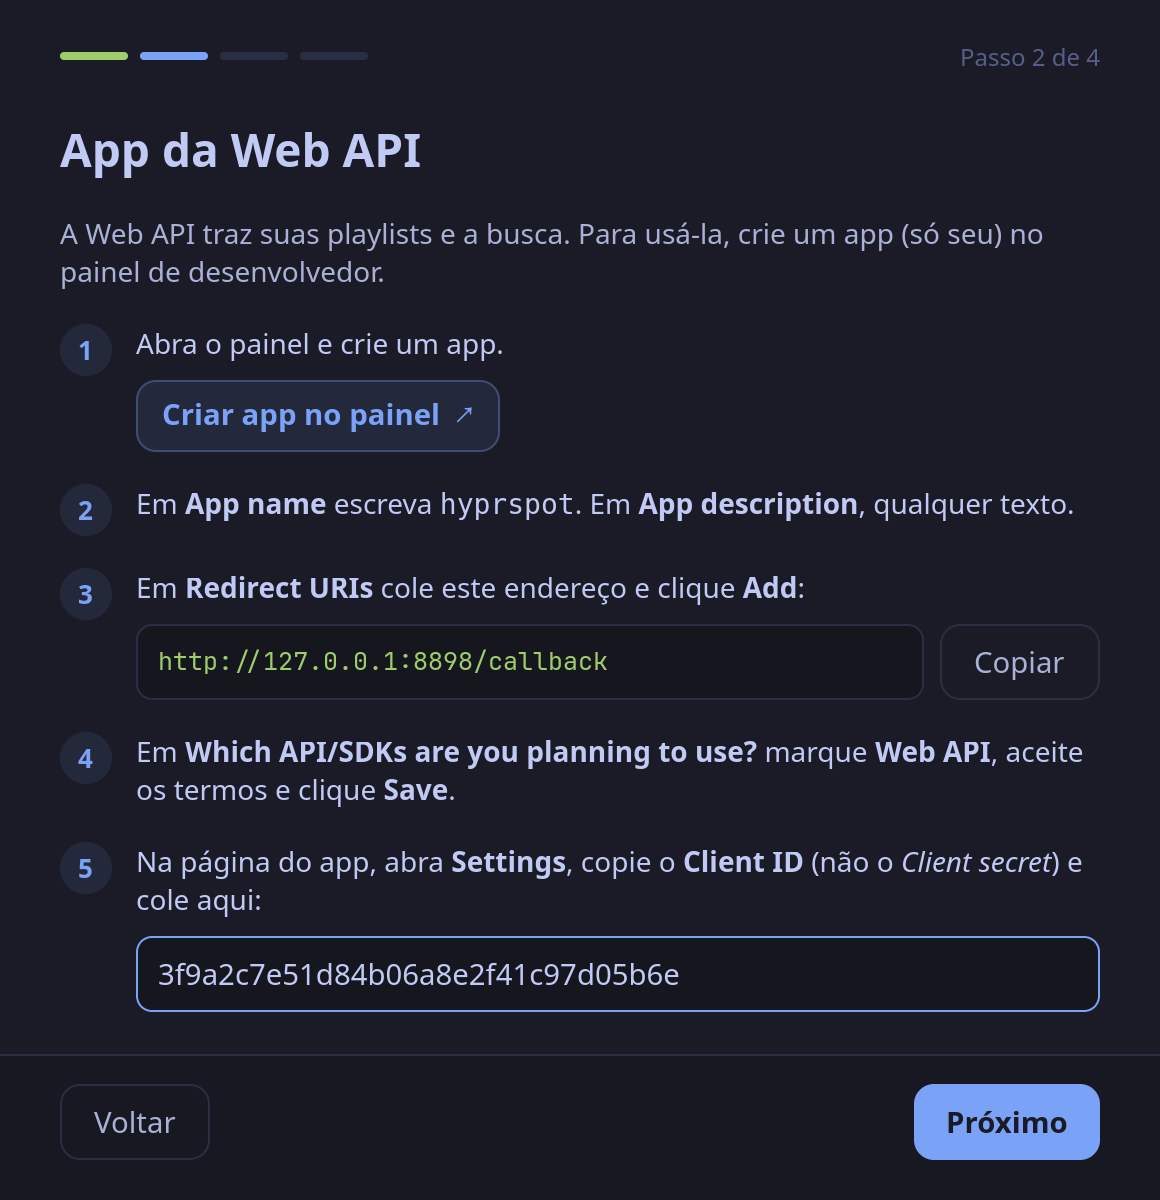 Passo 2 de 4
App da Web API
A Web API traz suas playlists e a busca. Para usá-la, crie um app (só seu) no
painel de desenvolvedor.
1
Abra o painel e crie um app.
Criar app no painel ↗
2
Em App name escreva hyprspot. Em App description, qualquer texto.
3
Em Redirect URIs cole este endereço e clique Add:
http://127.0.0.1:8898/callback
Copiar
4
Em Which API/SDKs are you planning to use? marque Web API, aceite
os termos e clique Save.
5
Na página do app, abra Settings, copie o Client ID (não o Client secret) e
cole aqui:
3f9a2c7e51d84b06a8e2f41c97d05b6e
Voltar
Próximo